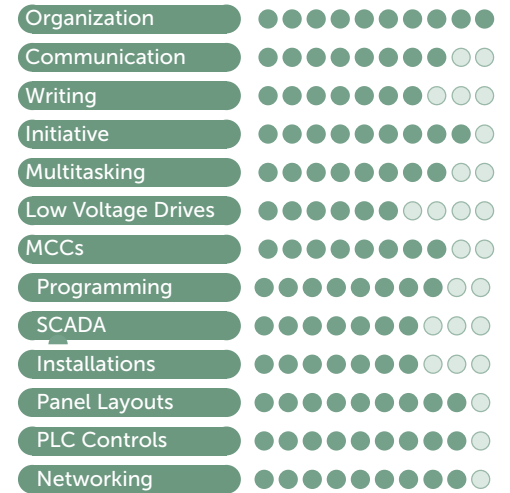 Organization
Communication
Writing
Initiative
Multitasking
Low Voltage Drives
MCCs
Programming
SCADA
Installations
Panel Layouts
PLC Controls
Networking